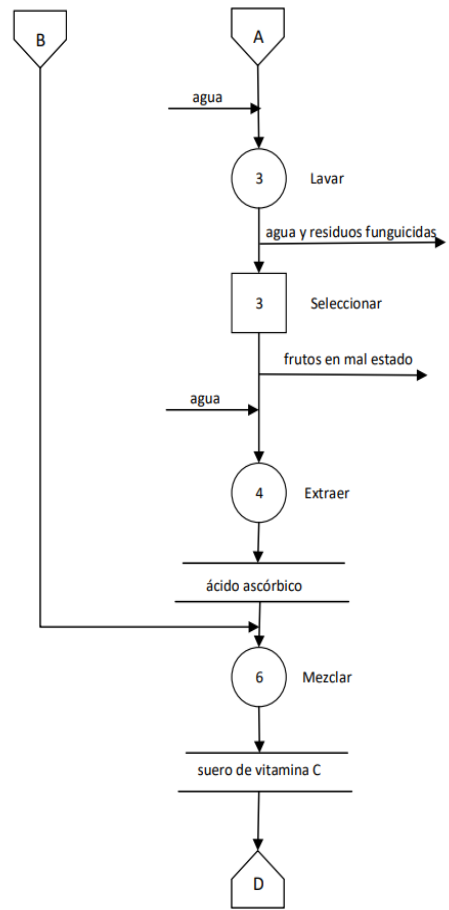 B
A
agua
3
Lavar
agua y residuos funguicidas
3
Seleccionar
frutos en mal estado
agua
4
Extraer
ácido ascórbico
6
Mezclar
suero de vitamina C
D